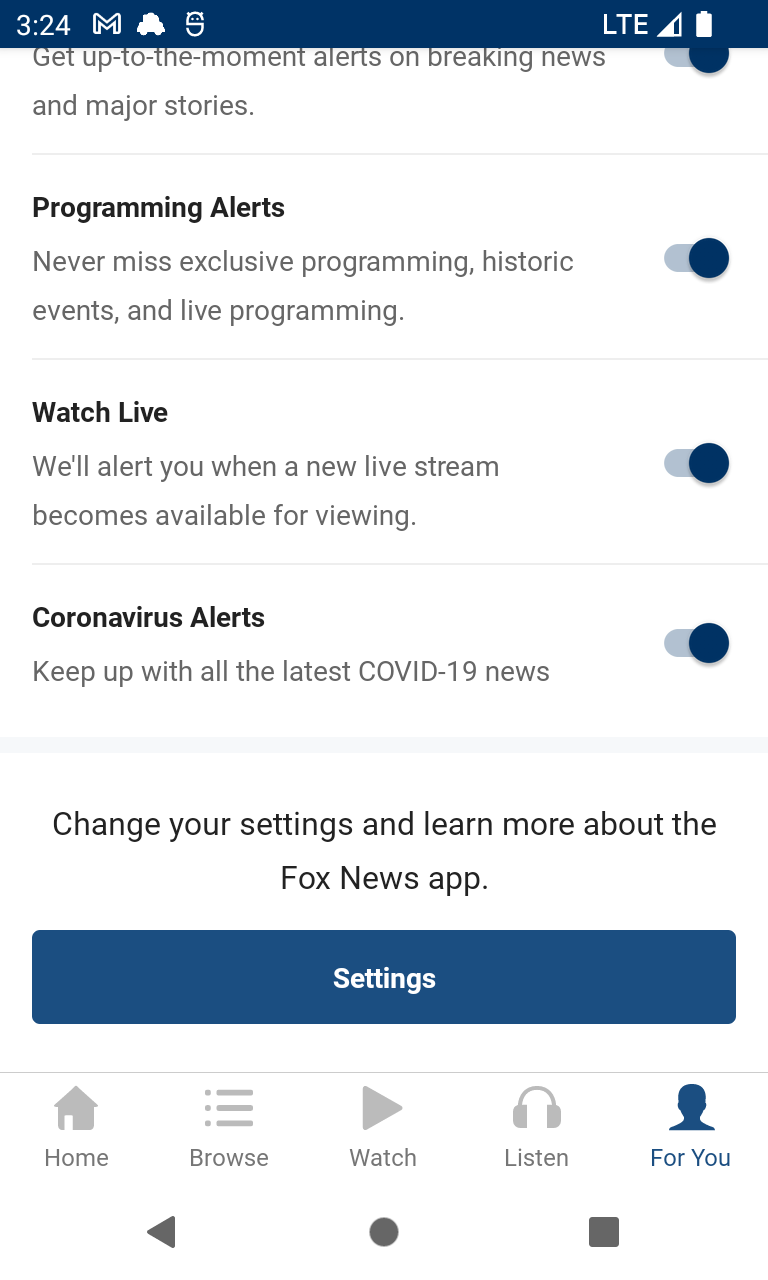 3:24
LTE
Get up-to-the-moment alerts on breaking news
and major stories.
Programming Alerts
Never miss exclusive programming, historic
events, and live programming.
Watch Live
We'll alert you when a new live stream
becomes available for viewing.
Coronavirus Alerts
Keep up with all the latest COVID-19 news
Change your settings and learn more about the
Fox News app.
Settings
Home
Browse
Watch
Listen
For You